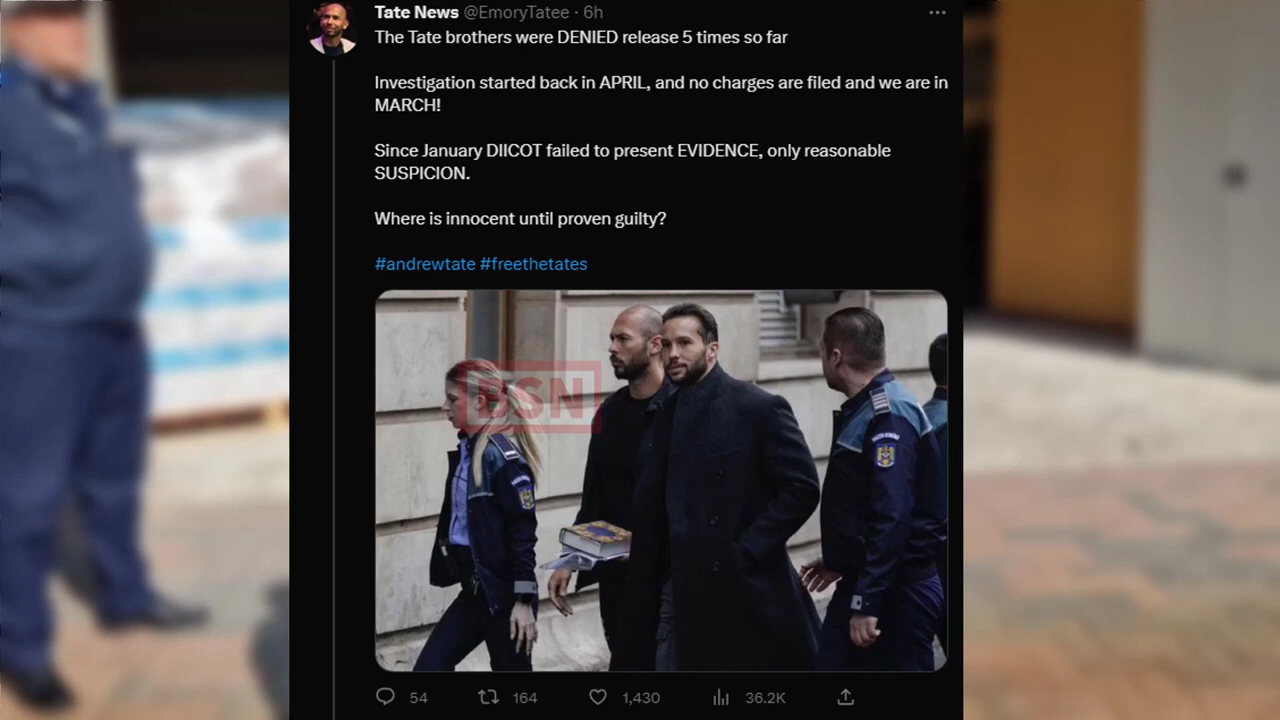 Tate News @EmoryTatee · 6h
The Tate brothers were DENIED release 5 times so far
Investigation started back in APRIL, and no charges are filed and we are in
MARCH!
Since January DIICOT failed to present EVIDENCE, only reasonable
SUSPICION.
Where is innocent until proven guilty?
#andrewtate #freethetates
BSN
54 164 1,430 36.2K